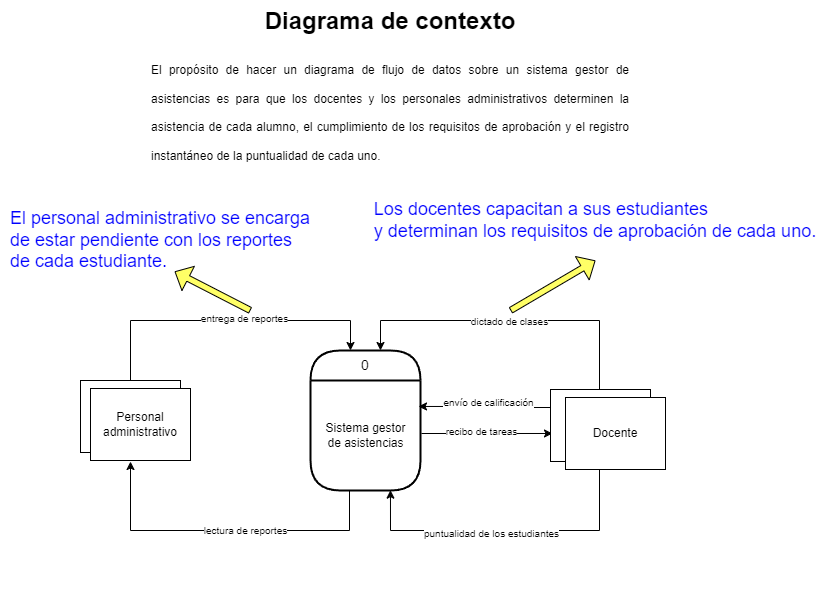 Diagrama de contexto
El propósito de hacer un diagrama de flujo de datos sobre un sistema gestor de
asistencias es para que los docentes y los personales administrativos determinen la
asistencia de cada alumno, el cumplimiento de los requisitos de aprobación y el registro
instantáneo de la puntualidad de cada uno.
El personal administrativo se encarga
de estar pendiente con los reportes
de cada estudiante.
Los docentes capacitan a sus estudiantes
y determinan los requisitos de aprobación de cada uno.
entrega de reportes
dictado de clases
0
Personal
administrativo
Sistema gestor
de asistencias
envío de calificación
recibo de tareas
Docente
lectura de reportes
puntualidad de los estudiantes